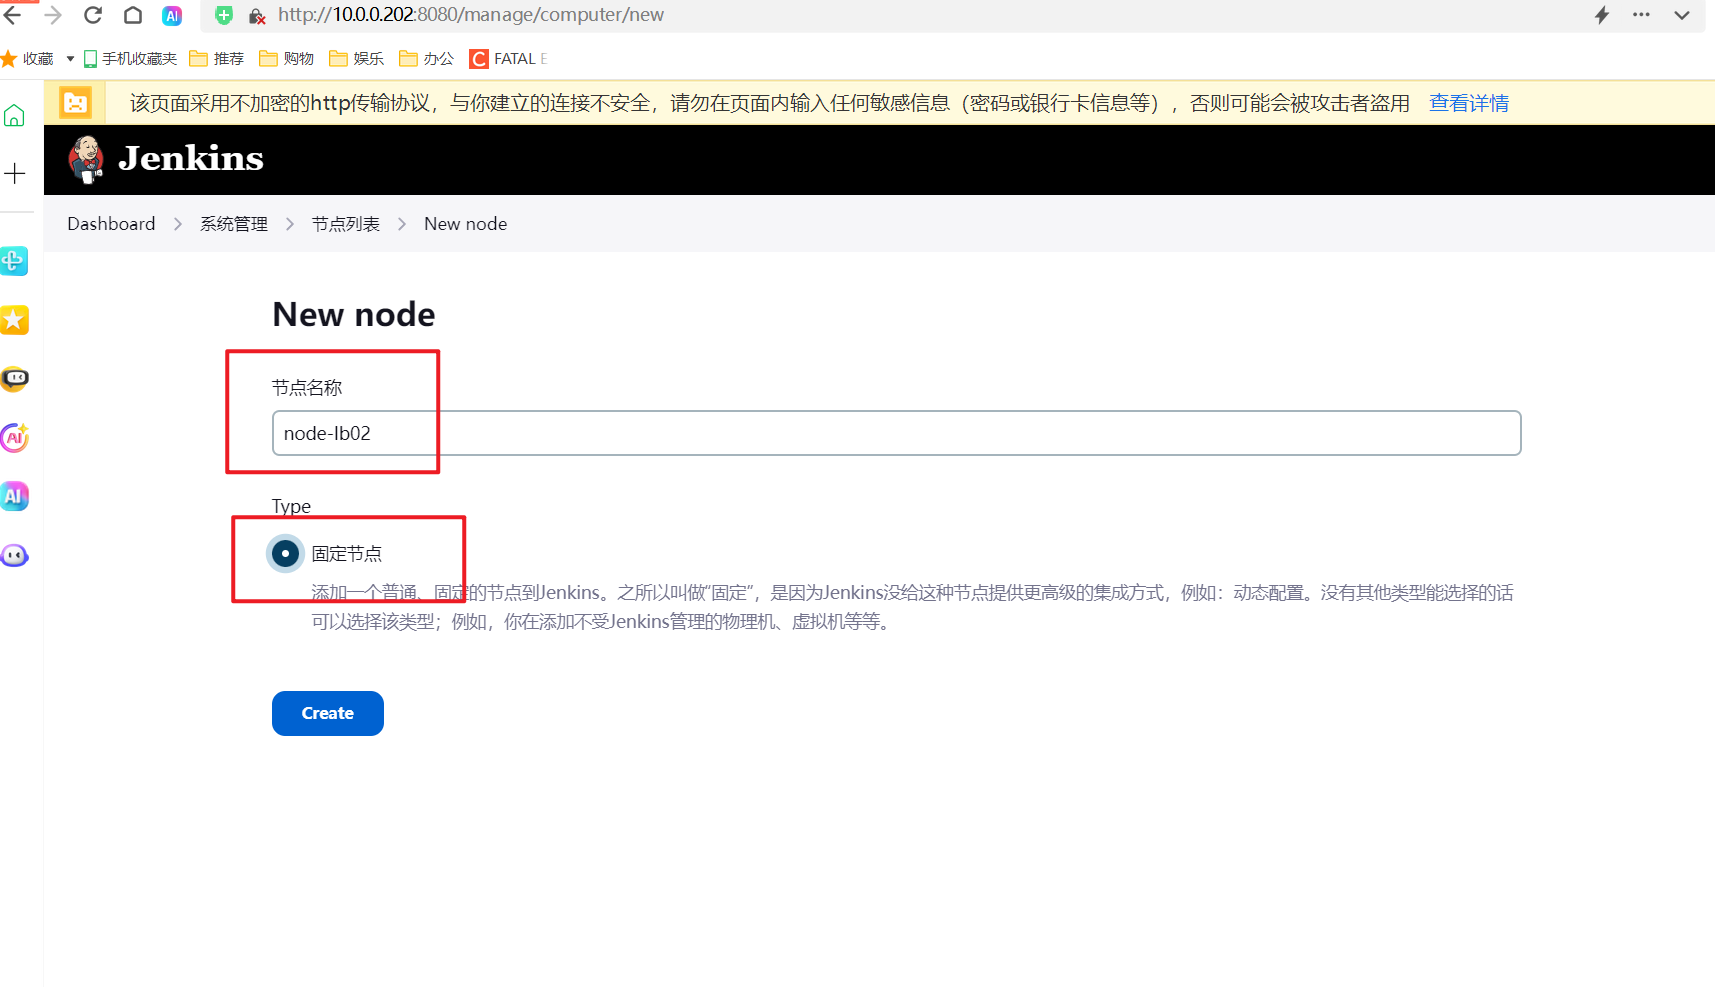 http://10.0.0.202:8080/manage/computer/new
收藏 手机收藏夹 推荐 购物 娱乐 办公 FATAL E
该页面采用不加密的http传输协议，与你建立的连接不安全，请勿在页面内输入任何敏感信息（密码或银行卡信息等），否则可能会被攻击者盗用 查看详情
Jenkins
Dashboard 系统管理 节点列表 New node
New node
节点名称
node-lb02
Type
固定节点
添加一个普通、固定的节点到Jenkins。之所以叫做“固定”，是因为Jenkins没给这种节点提供更高级的集成方式，例如：动态配置。没有其他类型能选择的话
可以选择该类型；例如，你在添加不受Jenkins管理的物理机、虚拟机等等。
Create
AI
AI
AI